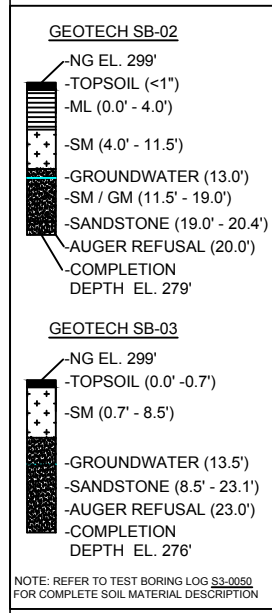 GEOTECH SB-02
-NG EL. 299'
-TOPSOIL (<1")
-ML (0.0' - 4.0')
-SM (4.0' - 11.5')
-GROUNDWATER (13.0')
-SM / GM (11.5' - 19.0')
-SANDSTONE (19.0' - 20.4')
-AUGER REFUSAL (20.0')
-COMPLETION
DEPTH EL. 279'
GEOTECH SB-03
-NG EL. 299'
-TOPSOIL (0.0' -0.7')
-SM (0.7' - 8.5')
-GROUNDWATER (13.5')
-SANDSTONE (8.5' - 23.1')
-AUGER REFUSAL (23.0')
-COMPLETION
DEPTH EL. 276'
NOTE: REFER TO TEST BORING LOG S3-0050
FOR COMPLETE SOIL MATERIAL DESCRIPTION